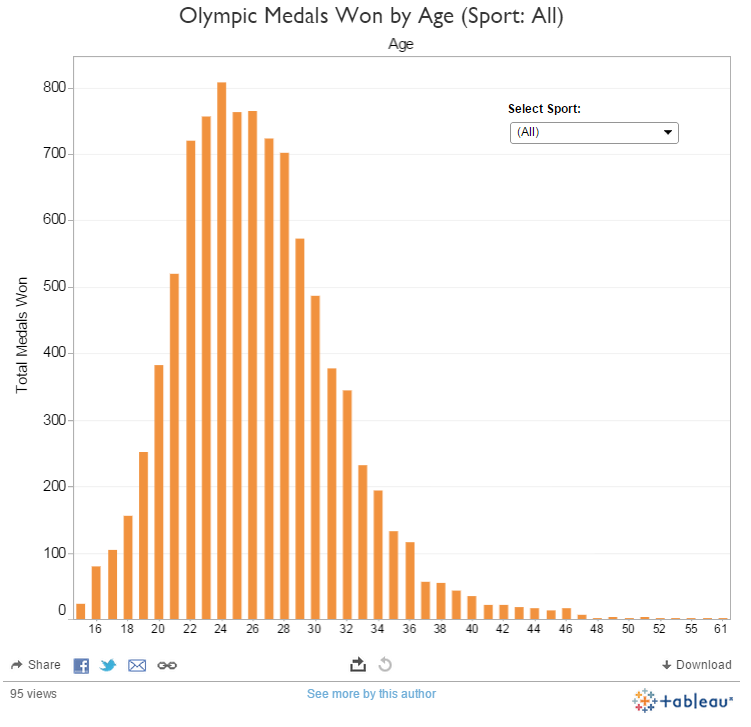 Olympic Medals Won by Age (Sport: All)
Age
Select Sport:
(All)
Total Medals Won
800
700
600
500
400
300
200
100
0
16 18 20 22 24 26 28 30 32 34 36 38 40 42 44 46 48 50 52 55 61
Share
Download
95 views
See more by this author
+ableau